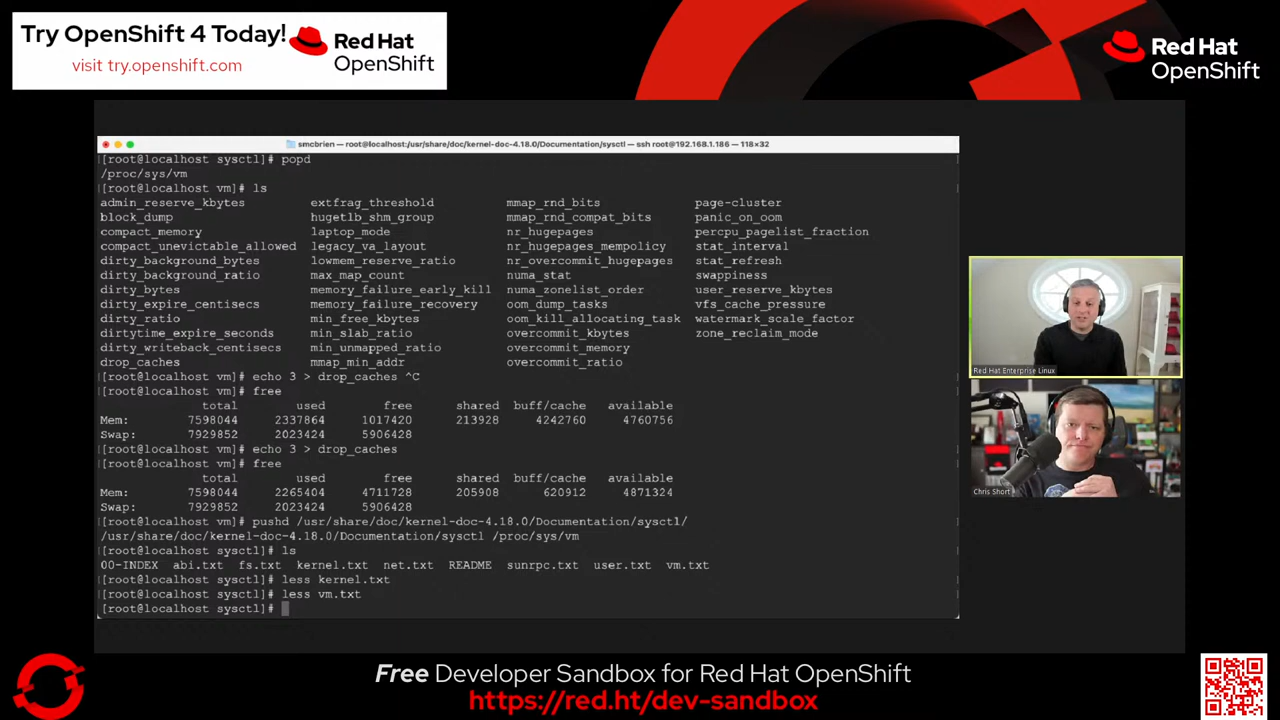 Try OpenShift 4 Today!
visit try.openshift.com
Red Hat
OpenShift
Red Hat
OpenShift
smcbrien — root@localhost:/usr/share/doc/kernel-doc-4.18.0/Documentation/sysctl — ssh root@192.168.1.186 — 118×32
[root@localhost sysctl]# popd
/proc/sys/vm
[root@localhost vm]# ls
admin_reserve_kbytes extfrag_threshold mmap_rnd_bits page-cluster
block_dump hugetlb_shm_group mmap_rnd_compat_bits panic_on_oom
compact_memory laptop_mode nr_hugepages percpu_pagelist_fraction
compact_unevictable_allowed legacy_va_layout nr_hugepages_mempolicy stat_interval
dirty_background_bytes lowmem_reserve_ratio nr_overcommit_hugepages stat_refresh
dirty_background_ratio max_map_count numa_stat swappiness
dirty_bytes memory_failure_early_kill numa_zonelist_order user_reserve_kbytes
dirty_expire_centisecs memory_failure_recovery oom_dump_tasks vfs_cache_pressure
dirty_ratio min_free_kbytes oom_kill_allocating_task watermark_scale_factor
dirtytime_expire_seconds min_slab_ratio overcommit_kbytes zone_reclaim_mode
dirty_writeback_centisecs min_unmapped_ratio overcommit_memory
drop_caches mmap_min_addr overcommit_ratio
[root@localhost vm]# echo 3 > drop_caches ^C
[root@localhost vm]# free
total used free shared buff/cache available
Mem: 7598044 2337864 1017420 213928 4242760 4760756
Swap: 7929852 2023424 5906428
[root@localhost vm]# echo 3 > drop_caches
[root@localhost vm]# free
total used free shared buff/cache available
Mem: 7598044 2265404 4711728 205908 620912 4871324
Swap: 7929852 2023424 5906428
[root@localhost vm]# pushd /usr/share/doc/kernel-doc-4.18.0/Documentation/sysctl/
/usr/share/doc/kernel-doc-4.18.0/Documentation/sysctl /proc/sys/vm
[root@localhost sysctl]# ls
00-INDEX abi.txt fs.txt kernel.txt net.txt README sunrpc.txt user.txt vm.txt
[root@localhost sysctl]# less kernel.txt
[root@localhost sysctl]# less vm.txt
[root@localhost sysctl]#
Red Hat Enterprise Linux
Chris Short
Free Developer Sandbox for Red Hat OpenShift
https://red.ht/dev-sandbox